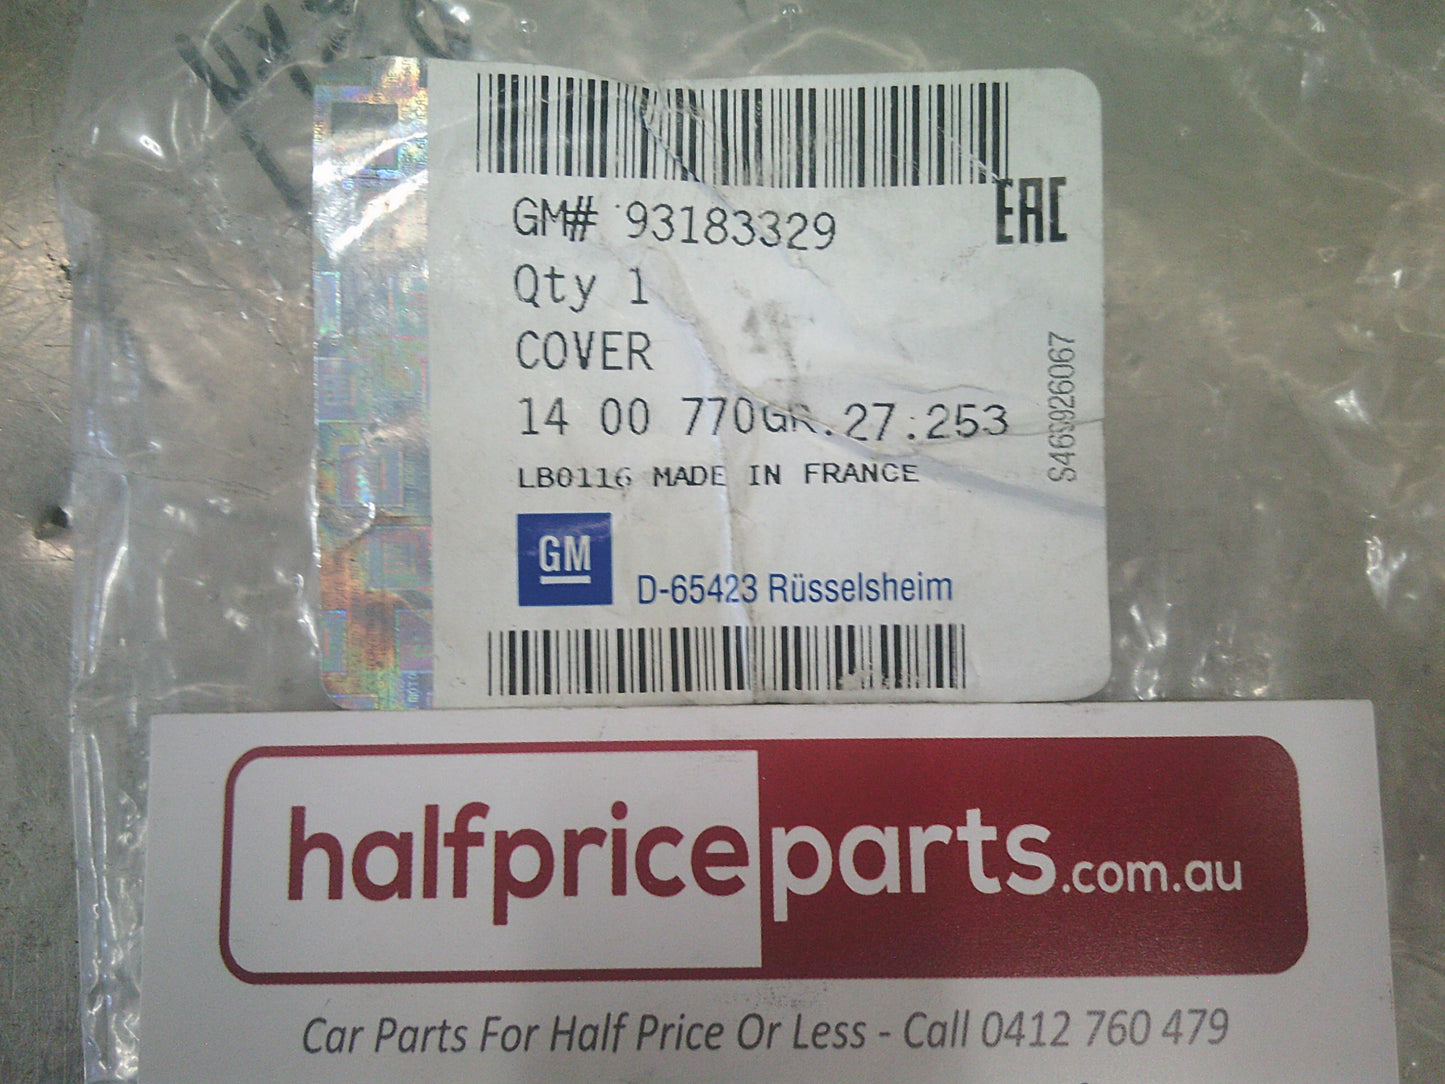 GM# 93183329
EAC
Qty 1
COVER
14 00 770GR.27.253
LB0116 MADE IN FRANCE
S469926067
GM
D-65423 Rüsselsheim
halfpriceparts.com.au
Car Parts For Half Price Or Less - Call 0412 760 479